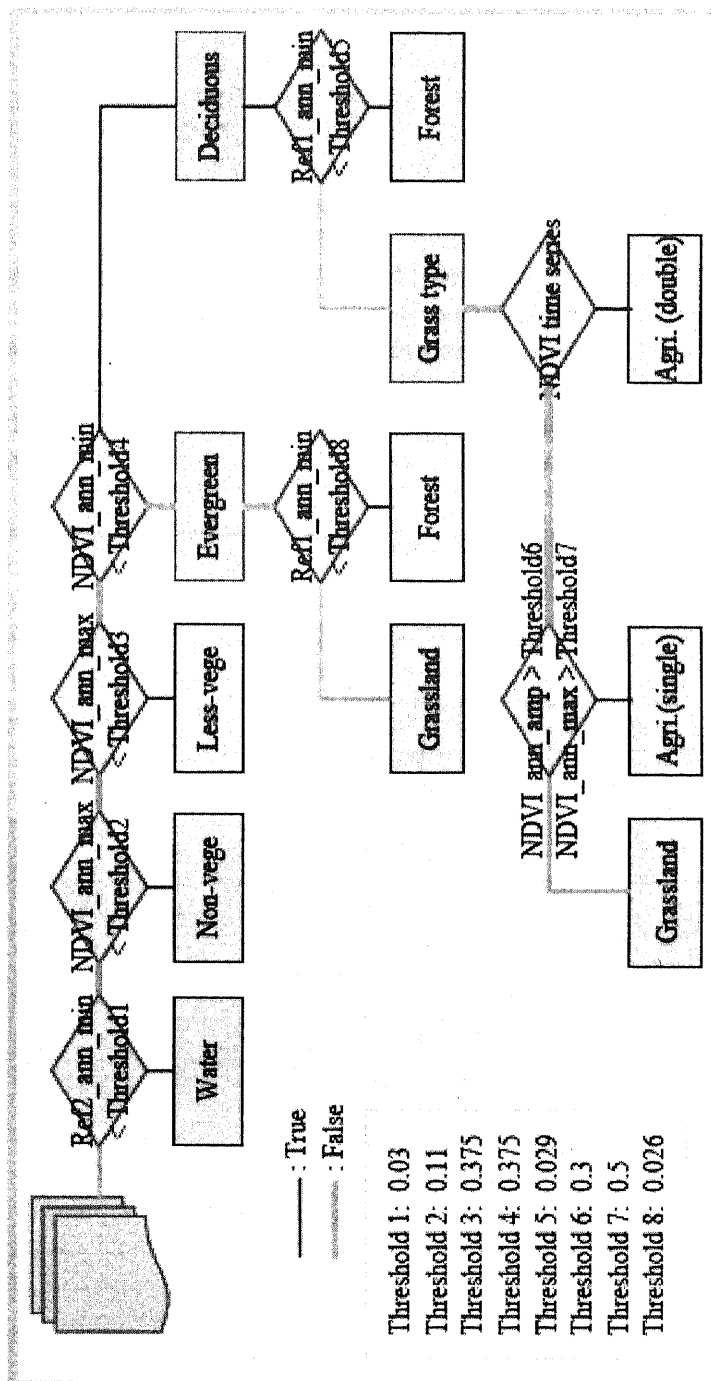 Ref2_ann_min
< Threshold1
NDVI_ann_max
< Threshold2
NDVI_ann_max
< Threshold3
NDVI_ann_min
< Threshold4
Water
Non-vege
Less-vege
Evergreen
Deciduous
Ref1_ann_min
< Threshold8
Ref1_ann_min
< Threshold5
Grassland
Forest
Grass type
Forest
NDVI_ann_amp > Threshold6
NDVI_ann_max > Threshold7
NDVI time series
Grassland
Agri.(single)
Agri. (double)
: True
: False
Threshold 1: 0.03
Threshold 2: 0.11
Threshold 3: 0.375
Threshold 4: 0.375
Threshold 5: 0.029
Threshold 6: 0.3
Threshold 7: 0.5
Threshold 8: 0.026